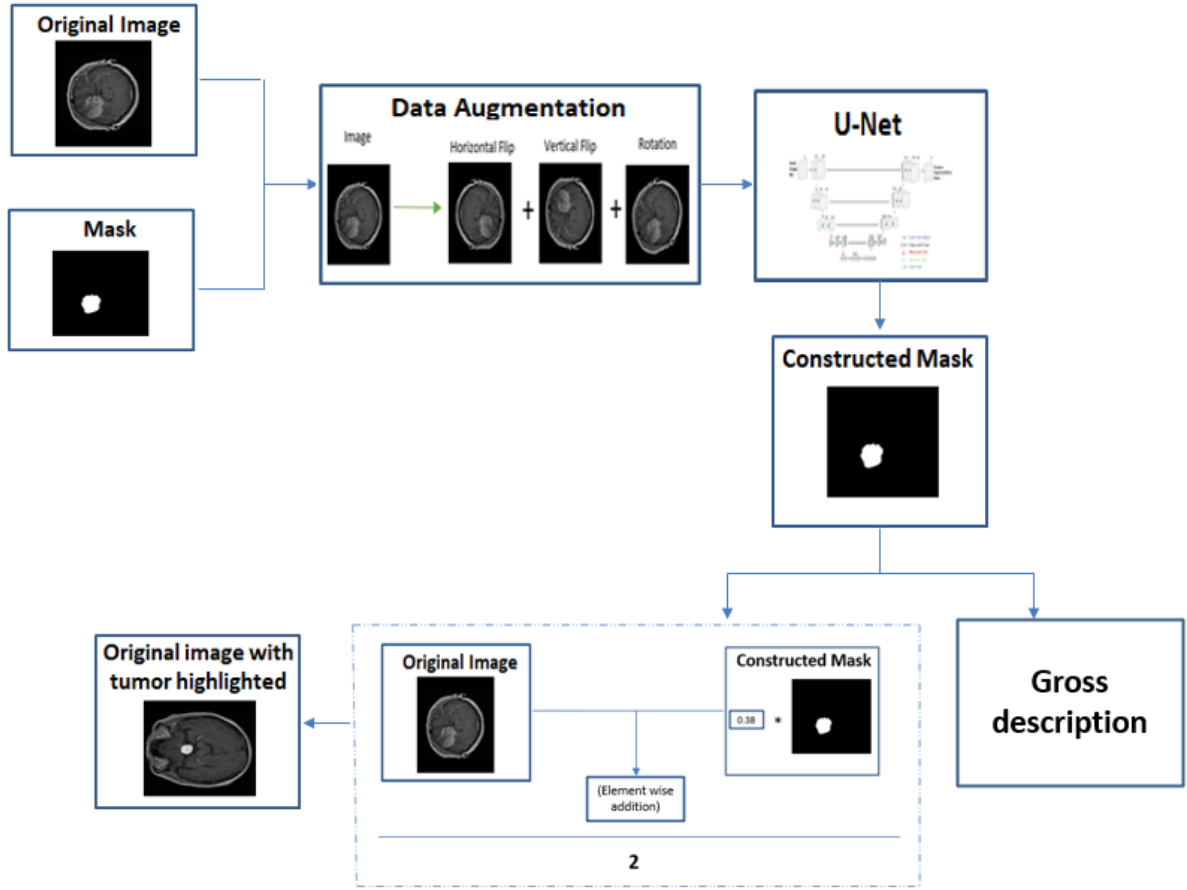 Original Image
Mask
Data Augmentation
Image
Horizontal Flip
Vertical Flip
Rotation
+
+
U-Net
Constructed Mask
Original image with
tumor highlighted
Original Image
Constructed Mask
0.38
*
(Element wise
addition)
2
Gross
description